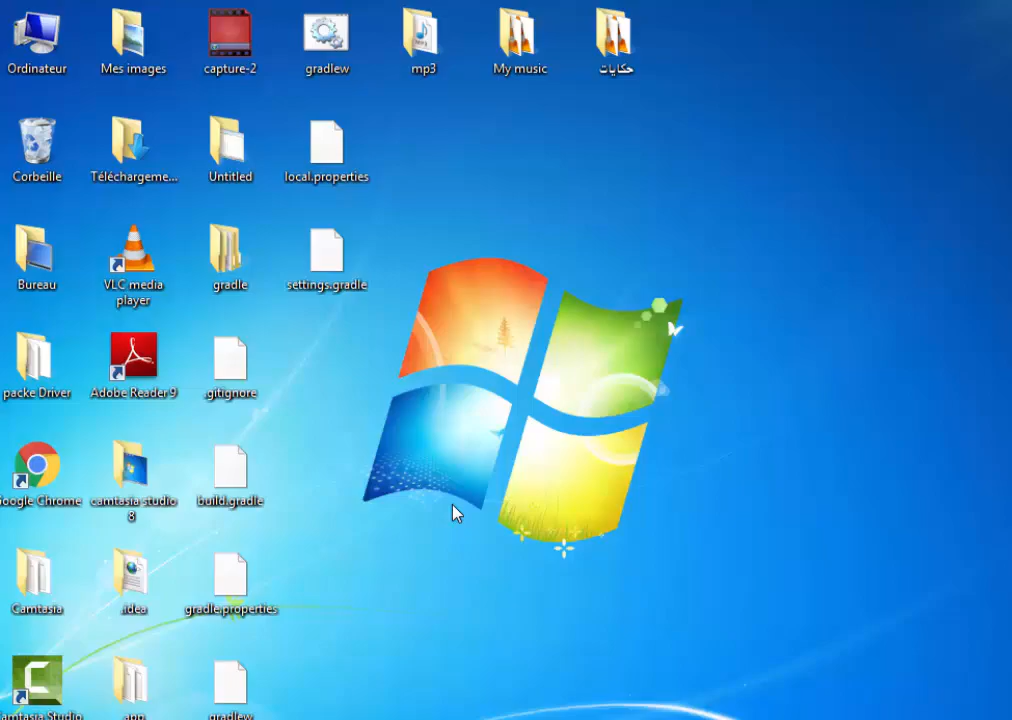 Ordinateur
Mes images
capture-2
gradlew
mp3
My music
حكايات
Corbeille
Téléchargeme...
Untitled
local.properties
Bureau
VLC media
player
gradle
settings.gradle
packe Driver
Adobe Reader 9
.gitignore
oogle Chrome
camtasia studio
8
build.gradle
Camtasia
.idea
gradle.properties
amtasia Studio
app
gradlew